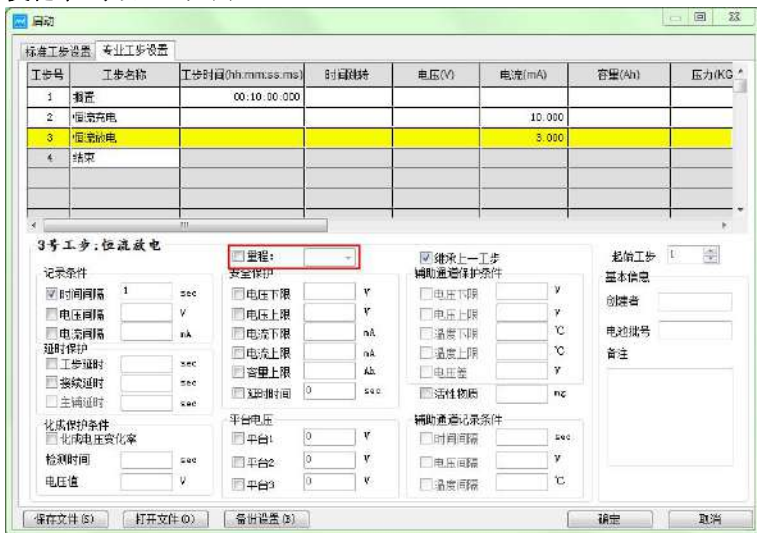 启动
标准工步设置 专业工步设置
工步号 工步名称 工步时间(hh:mm:ss.ms) 时间跳转 电压(V) 电流(mA) 容量(Ah) 压力(KG
1 搁置 00:10:00.000
2 恒流充电 10.000
3 恒流放电 3.000
4 结束
3号工步:恒流放电
量程: 继承上一工步 起始工步 1
记录条件 安全保护 辅助通道保护条件 基本信息
时间间隔 1 sec 电压下限 V 电压下限 V 创建者
电压间隔 V 电压上限 V 电压上限 V
电流间隔 mA 电流下限 mA 温度下限 ℃ 电池批号
延时保护 电流上限 mA 温度上限 ℃ 备注
工步延时 sec 容量上限 Ah 电压差 V
接续延时 sec 延时时间 0 sec 活性物质 mg
主辅延时 sec
化成保护条件 平台电压 辅助通道记录条件
化成电压变化率 平台1 0 V 时间间隔 sec
检测时间 sec 平台2 0 V 电压间隔 V
电压值 V 平台3 0 V 温度间隔 ℃
保存文件(S) 打开文件(O) 备份设置(B) 确定 取消